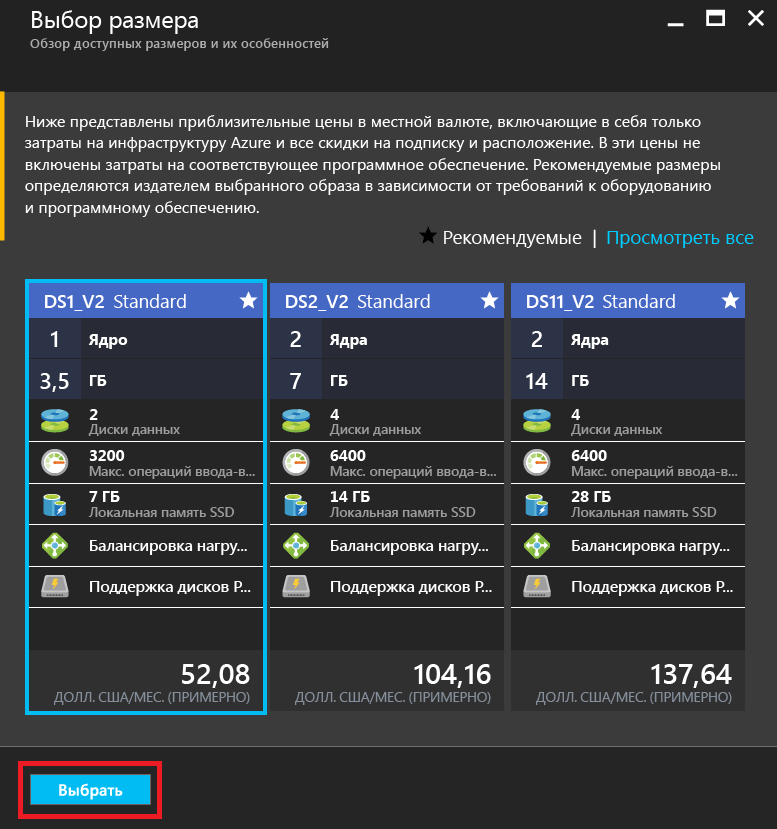 Выбор размера
Обзор доступных размеров и их особенностей
Ниже представлены приблизительные цены в местной валюте, включающие в себя только
затраты на инфраструктуру Azure и все скидки на подписку и расположение. В эти цены не
включены затраты на соответствующее программное обеспечение. Рекомендуемые размеры
определяются издателем выбранного образа в зависимости от требований к оборудованию
и программному обеспечению.
Рекомендуемые | Просмотреть все
DS1_V2 Standard
1 Ядро
3,5 ГБ
2
Диски данных
3200
Макс. операций ввода-в...
7 ГБ
Локальная память SSD
Балансировка нагру...
Поддержка дисков P...
52,08
ДОЛЛ. США/МЕС. (ПРИМЕРНО)
DS2_V2 Standard
2 Ядра
7 ГБ
4
Диски данных
6400
Макс. операций ввода-в...
14 ГБ
Локальная память SSD
Балансировка нагру...
Поддержка дисков P...
104,16
ДОЛЛ. США/МЕС. (ПРИМЕРНО)
DS11_V2 Standard
2 Ядра
14 ГБ
4
Диски данных
6400
Макс. операций ввода-в...
28 ГБ
Локальная память SSD
Балансировка нагру...
Поддержка дисков P...
137,64
ДОЛЛ. США/МЕС. (ПРИМЕРНО)
Выбрать